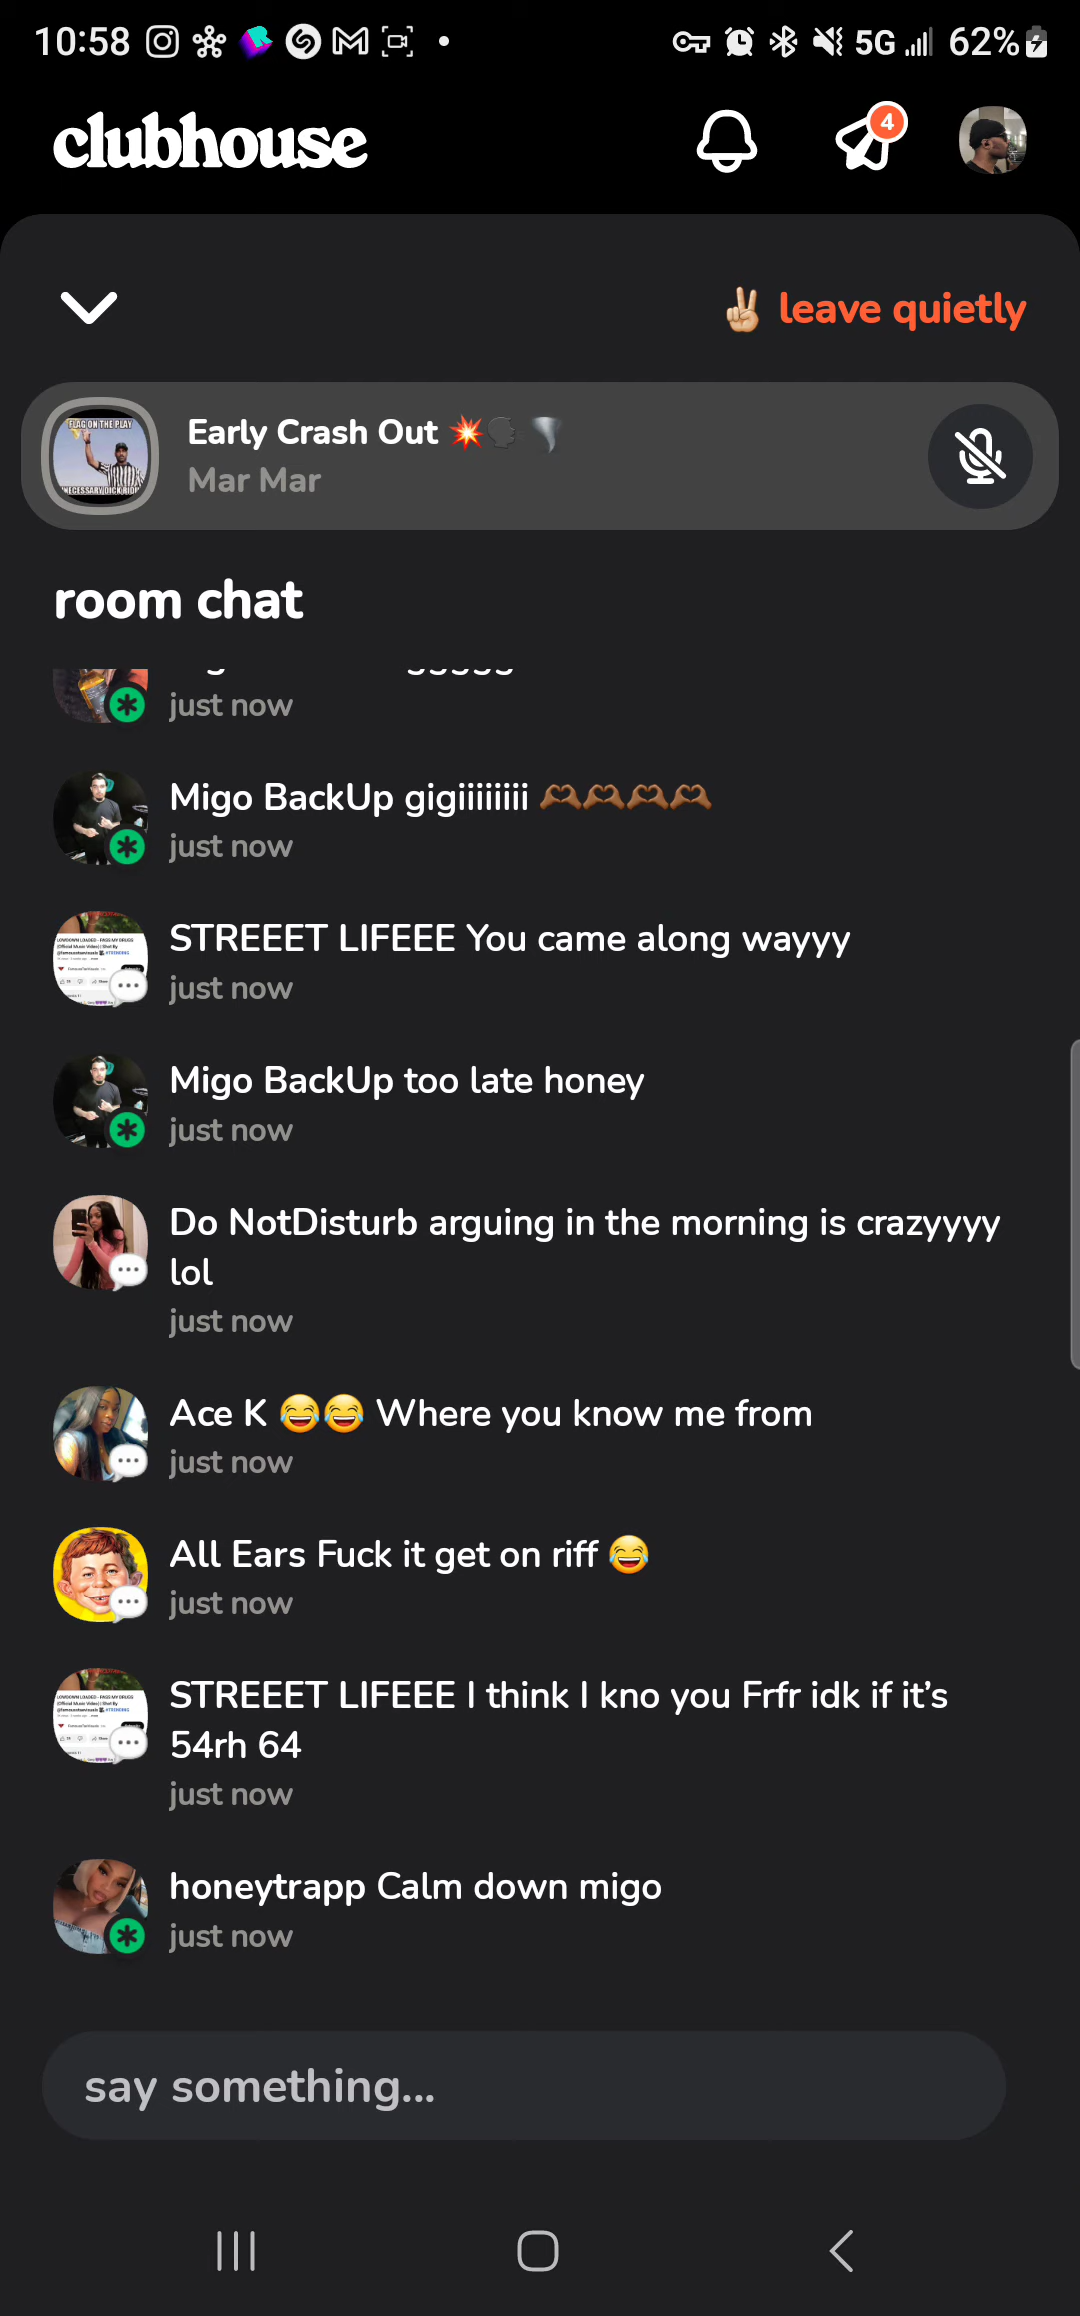 10:58
5G
62%
clubhouse
4
✌🏼 leave quietly
FLAG ON THE PLAY
Early Crash Out 💥🗣️🌪️
Mar Mar
room chat
just now
Migo BackUp gigiiiiiiii 🫶🏾🫶🏾🫶🏾🫶🏾
just now
STREEET LIFEEE You came along wayyy
just now
Migo BackUp too late honey
just now
Do NotDisturb arguing in the morning is crazyyyy
lol
just now
Ace K 😂😂 Where you know me from
just now
All Ears Fuck it get on riff 😂
just now
STREEET LIFEEE I think I kno you Frfr idk if it’s
54rh 64
just now
honeytrapp Calm down migo
just now
say something...